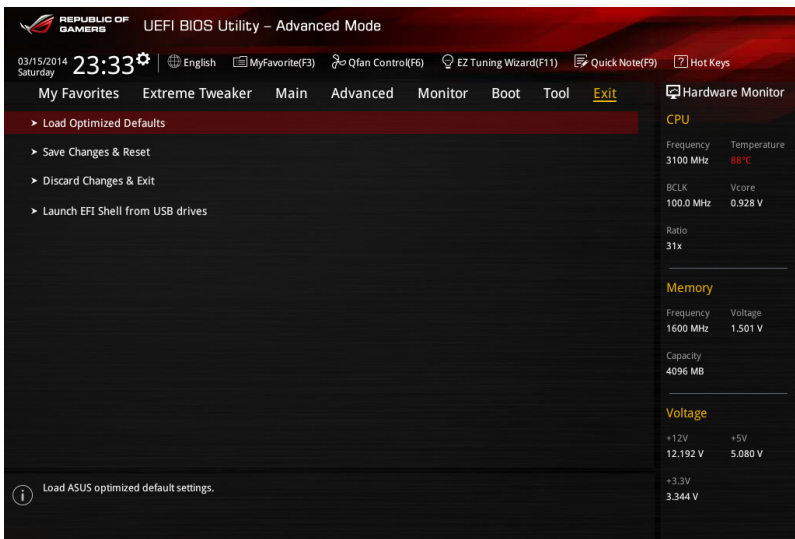 REPUBLIC OF
GAMERS
UEFI BIOS Utility – Advanced Mode
03/15/2014
Saturday
23:33
English
MyFavorite(F3)
Qfan Control(F6)
EZ Tuning Wizard(F11)
Quick Note(F9)
? Hot Keys
My Favorites Extreme Tweaker Main Advanced Monitor Boot Tool Exit
> Load Optimized Defaults
> Save Changes & Reset
> Discard Changes & Exit
> Launch EFI Shell from USB drives
Hardware Monitor
CPU
Frequency Temperature
3100 MHz 88°C
BCLK Vcore
100.0 MHz 0.928 V
Ratio
31x
Memory
Frequency Voltage
1600 MHz 1.501 V
Capacity
4096 MB
Voltage
+12V +5V
12.192 V 5.080 V
+3.3V
3.344 V
i Load ASUS optimized default settings.